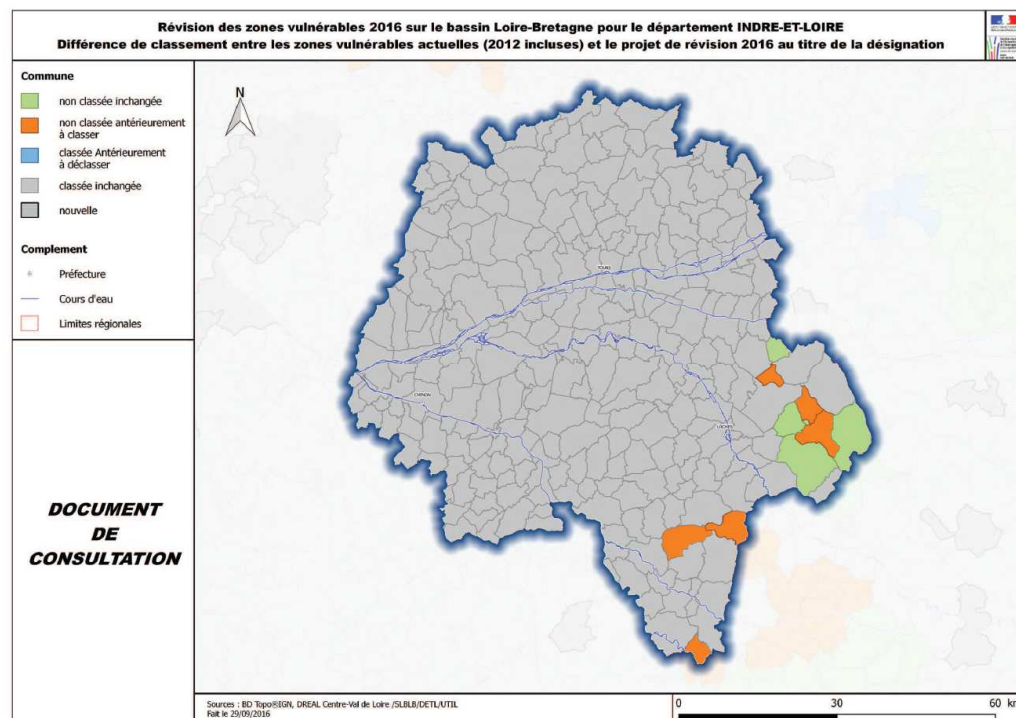 Révision des zones vulnérables 2016 sur le bassin Loire-Bretagne pour le département INDRE-ET-LOIRE
Différence de classement entre les zones vulnérables actuelles (2012 incluses) et le projet de révision 2016 au titre de la désignation
Commune
non classée inchangée
non classée antérieurement
à classer
classée Antérieurement
à déclasser
classée inchangée
nouvelle
Complement
Préfecture
Cours d'eau
Limites régionales
DOCUMENT
DE
CONSULTATION
N
TOURS
CHINON
LOCHES
Sources : BD Topo®IGN, DREAL Centre-Val de Loire /SLBLB/DETL/UTIL
Fait le 29/09/2016
0 30 60 km